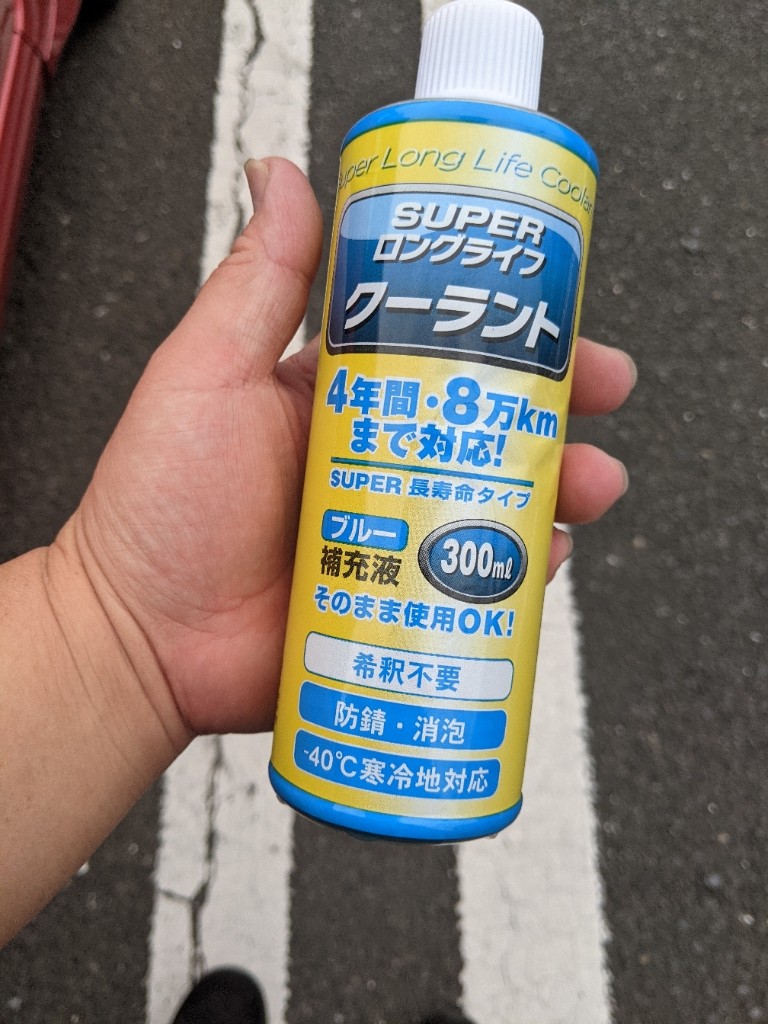 Super Long Life Coolant
SUPER
ロングライフ
クーラント
4年間・8万km
まで対応!
SUPER 長寿命タイプ
ブルー
補充液
300ml
そのまま使用OK!
希釈不要
防錆・消泡
-40℃寒冷地対応